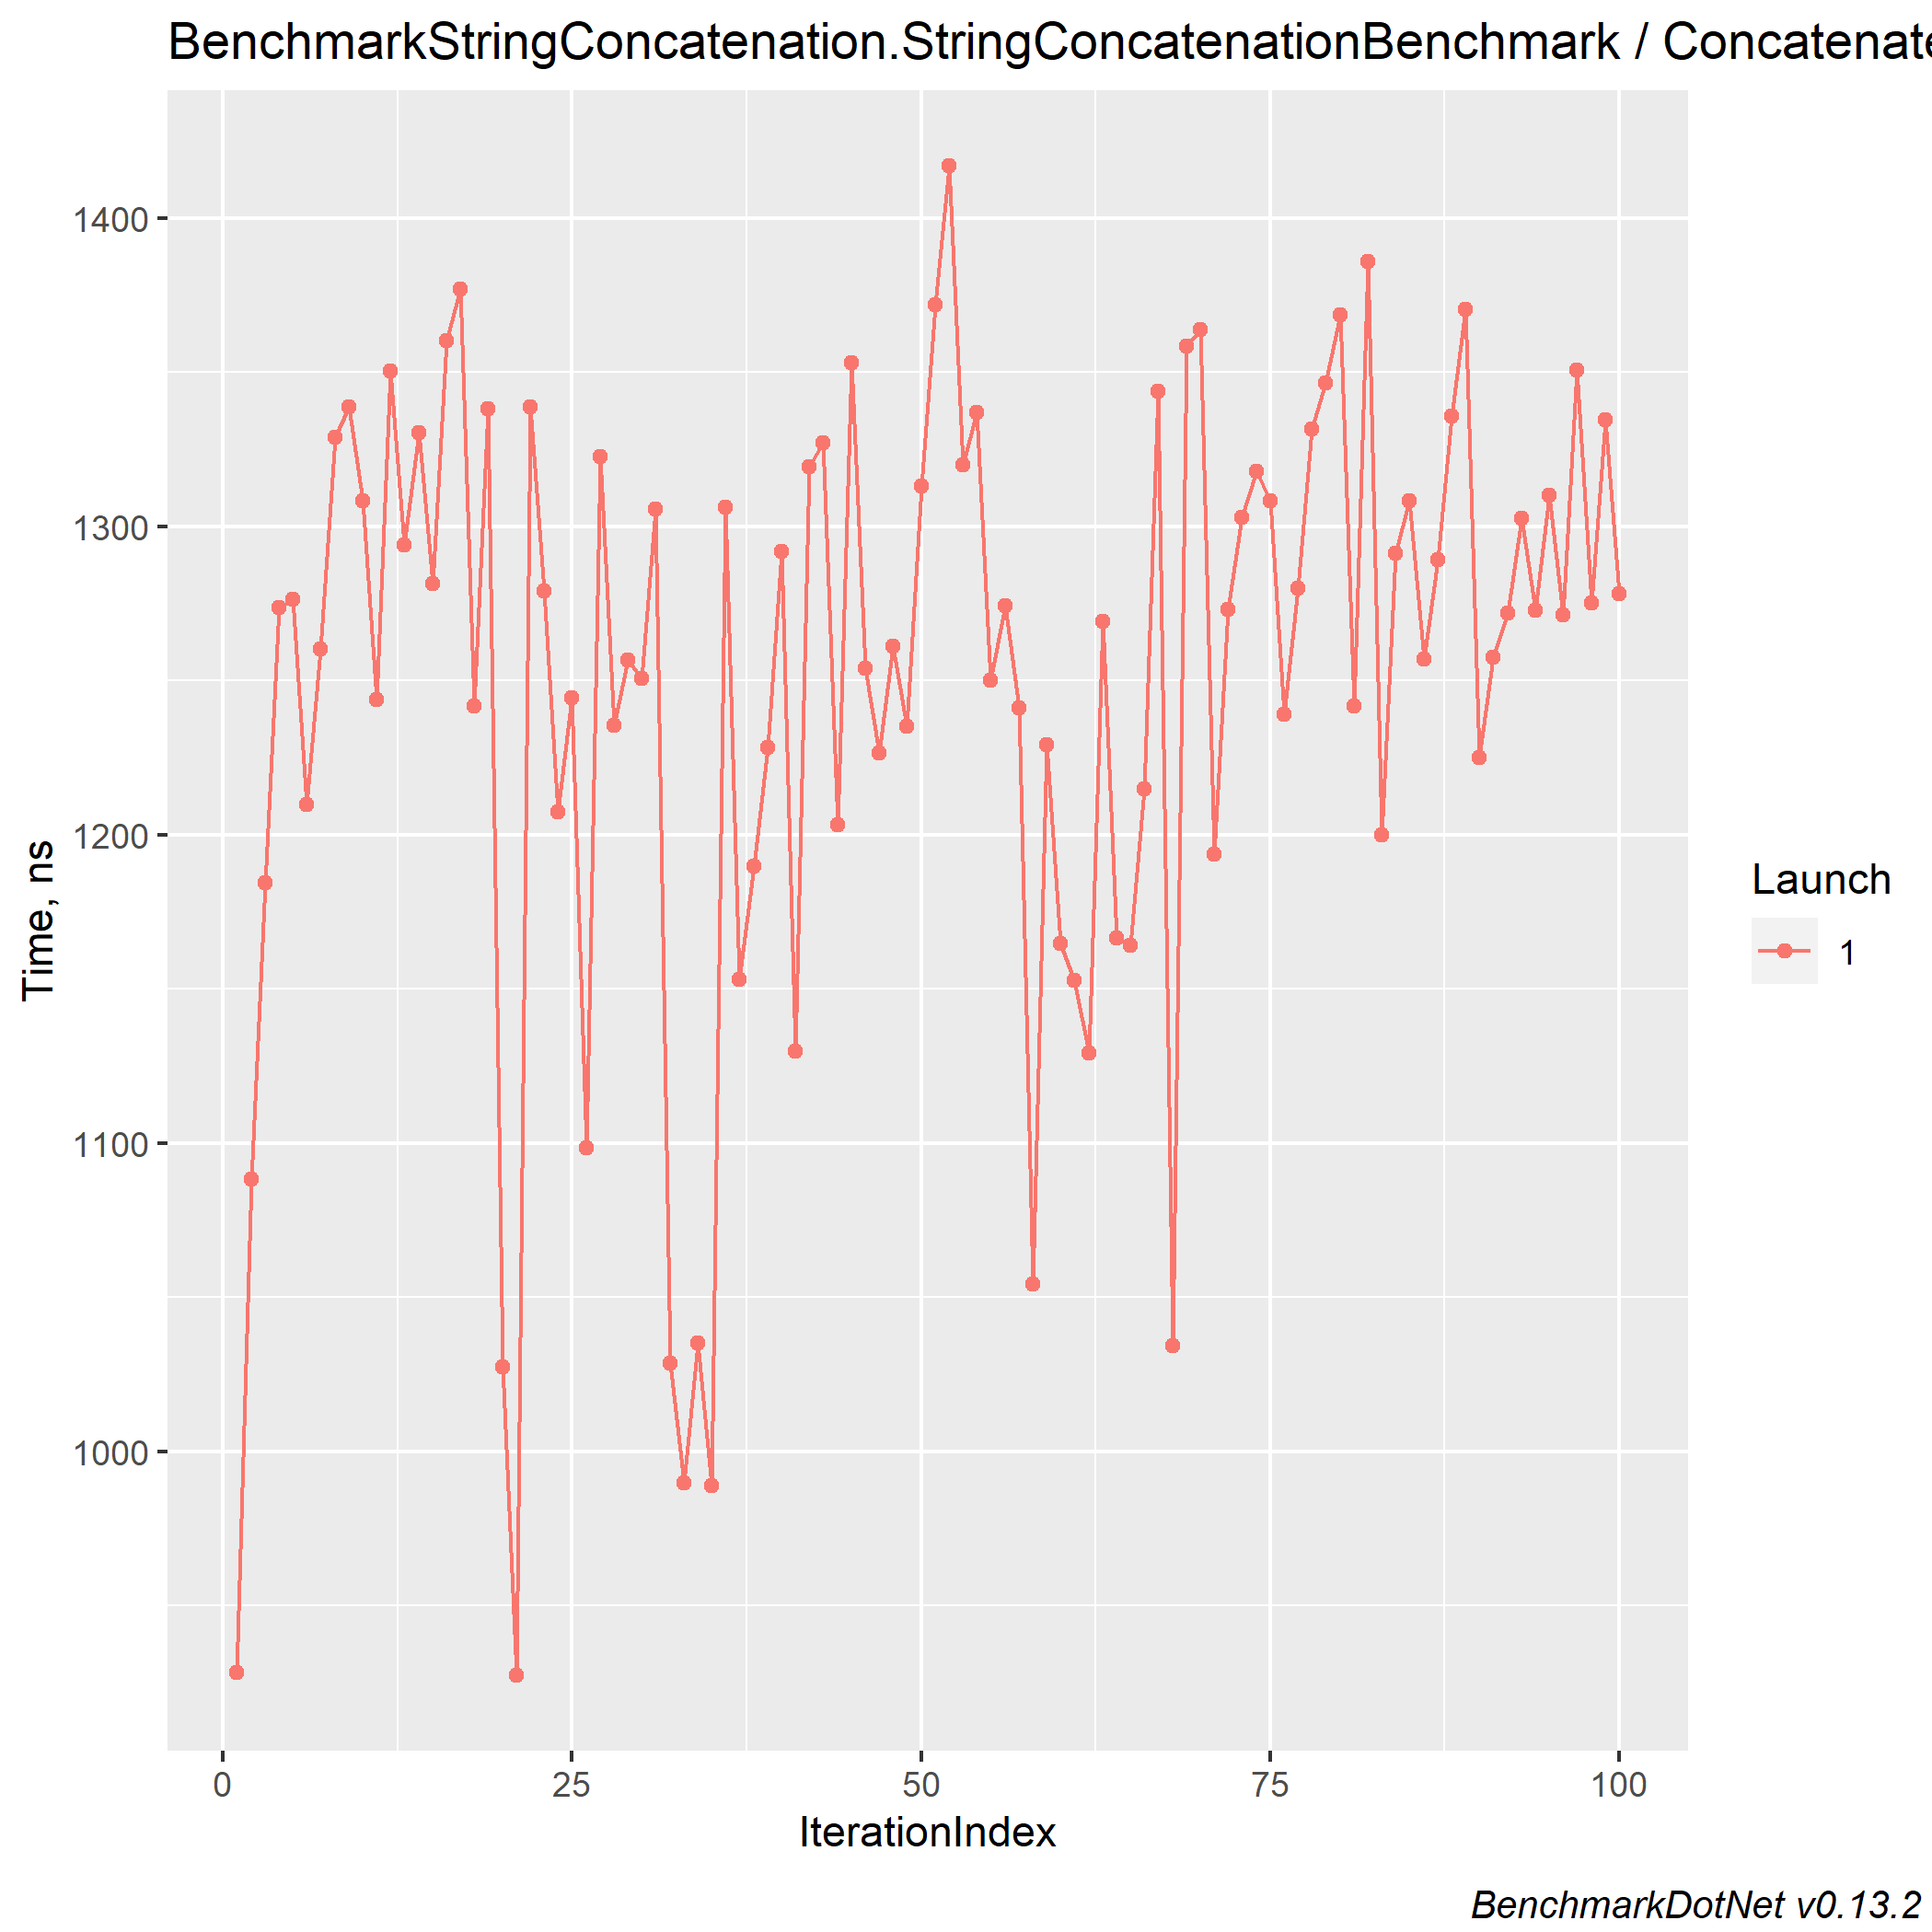 BenchmarkStringConcatenation.StringConcatenationBenchmark / Concatenate
1400
1300
1200
1100
1000
Time, ns
0 25 50 75 100
IterationIndex
Launch
1
BenchmarkDotNet v0.13.2